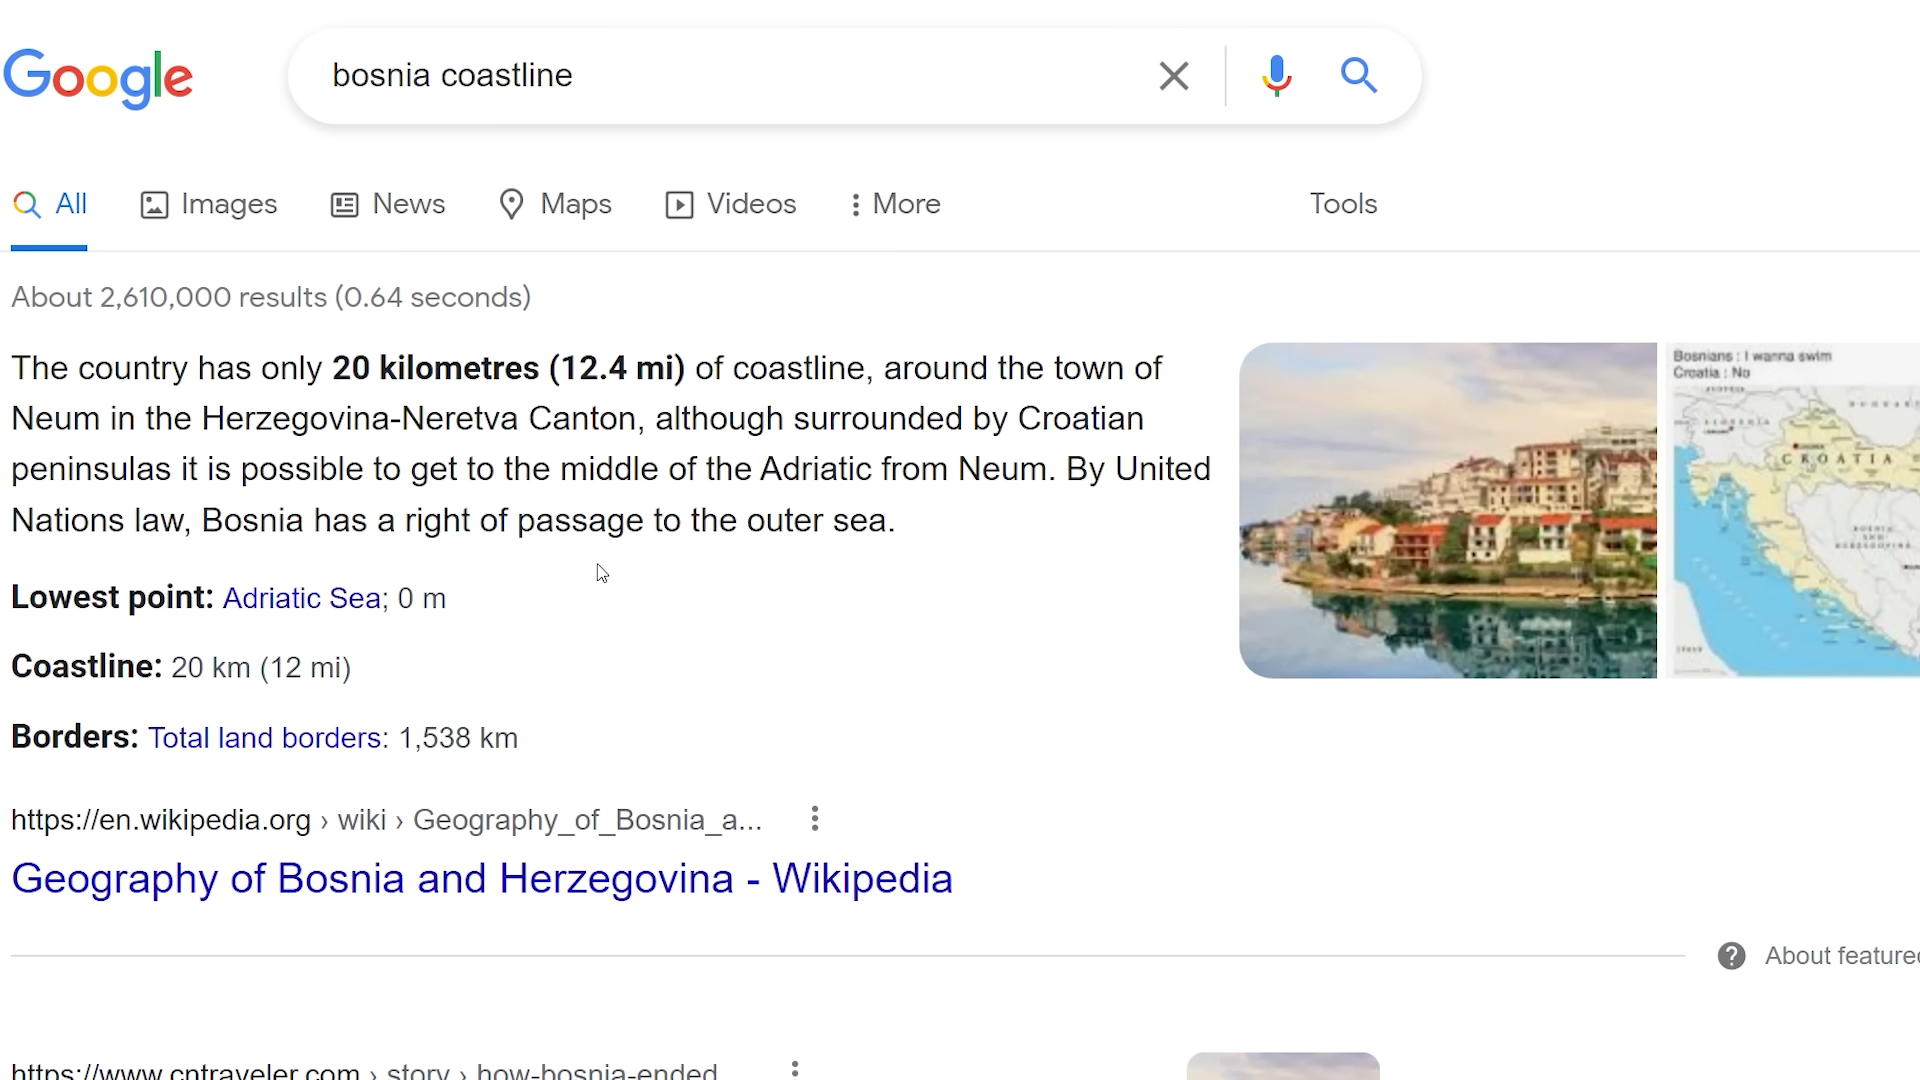 Google
bosnia coastline
All
Images
News
Maps
Videos
More
Tools
About 2,610,000 results (0.64 seconds)
The country has only 20 kilometres (12.4 mi) of coastline, around the town of
Neum in the Herzegovina-Neretva Canton, although surrounded by Croatian
peninsulas it is possible to get to the middle of the Adriatic from Neum. By United
Nations law, Bosnia has a right of passage to the outer sea.
Bosnians : I wanna swim
Croatia : No
CROATIA
Lowest point: Adriatic Sea; 0 m
Coastline: 20 km (12 mi)
Borders: Total land borders: 1,538 km
https://en.wikipedia.org › wiki › Geography_of_Bosnia_a...
Geography of Bosnia and Herzegovina - Wikipedia
About featured
https://www.cntraveler.com › story › how-bosnia-ended